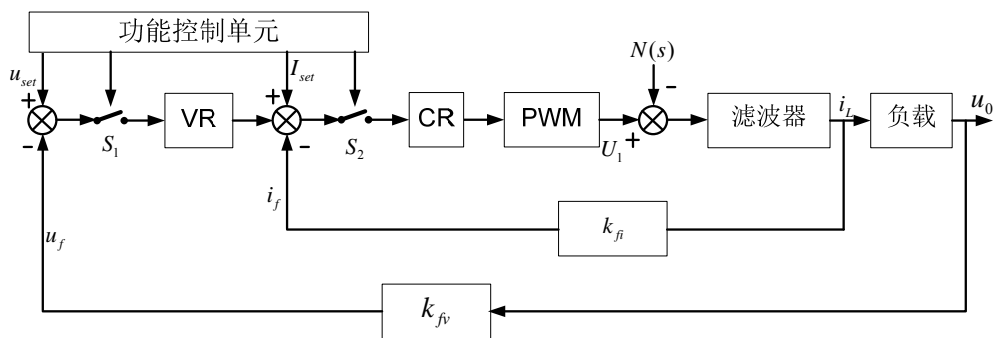 功能控制单元
u_set
I_set
N(s)
+
-
S_1
VR
+
-
S_2
CR
PWM
U_1
+
-
滤波器
i_L
负载
u_0
i_f
k_fi
u_f
k_fv